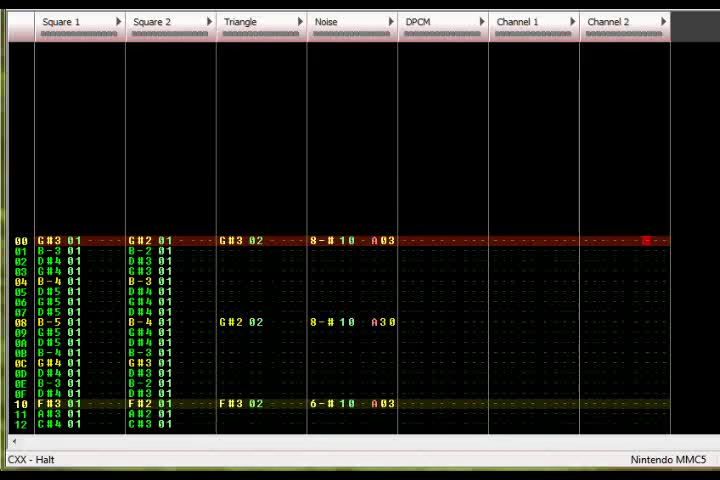 Square 1 Square 2 Triangle Noise DPCM Channel 1 Channel 2
00 G#3 01 G#2 01 G#3 02 8-# 10 A03
01 B-3 01 B-2 01
02 D#4 01 D#3 01
03 G#4 01 G#3 01
04 B-4 01 B-3 01
05 D#5 01 D#4 01
06 G#5 01 G#4 01
07 D#5 01 D#4 01
08 B-5 01 B-4 01 G#2 02 8-# 10 A30
09 G#5 01 G#4 01
0A D#5 01 D#4 01
0B B-4 01 B-3 01
0C G#4 01 G#3 01
0D D#4 01 D#3 01
0E B-3 01 B-2 01
0F D#4 01 D#3 01
10 F#3 01 F#2 01 F#3 02 6-# 10 A03
11 A#3 01 A#2 01
12 C#4 01 C#3 01
CXX - Halt Nintendo MMC5